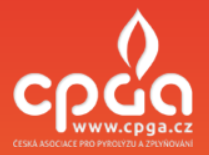 cpga
www.cpga.cz
ČESKÁ ASOCIACE PRO PYROLÝZU A ZPLYŇOVÁNÍ